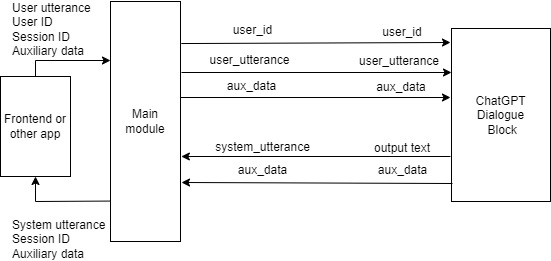 User utterance
User ID
Session ID
Auxiliary data
Frontend or
other app
System utterance
Session ID
Auxiliary data
Main
module
user_id user_id
user_utterance user_utterance
aux_data aux_data
system_utterance output text
aux_data aux_data
ChatGPT
Dialogue
Block